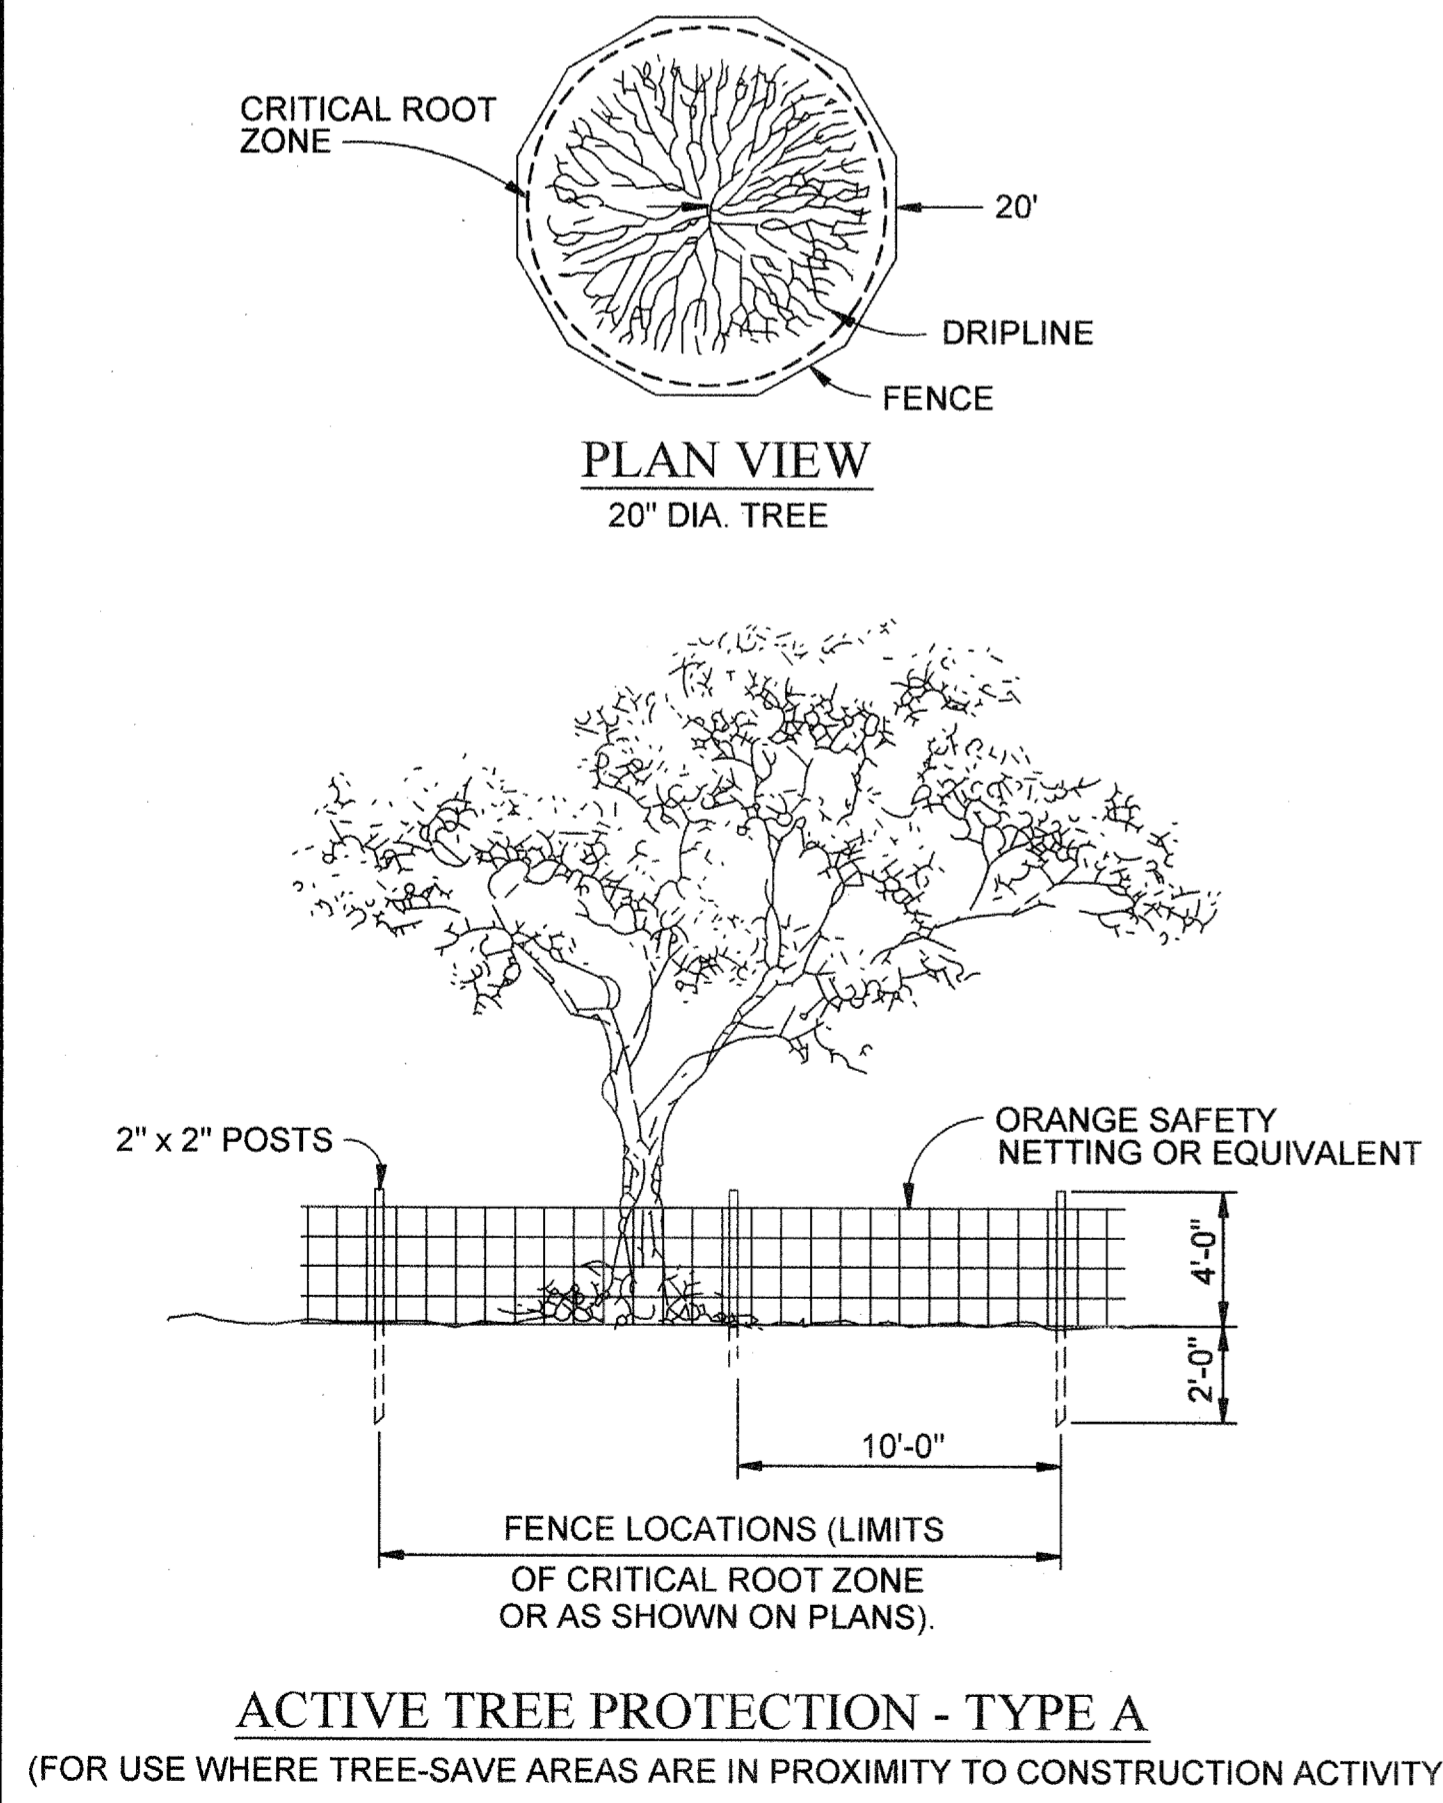 CRITICAL ROOT
ZONE
20'
DRIPLINE
FENCE
PLAN VIEW
20" DIA. TREE
2" x 2" POSTS
ORANGE SAFETY
NETTING OR EQUIVALENT
4'-0"
2'-0"
10'-0"
FENCE LOCATIONS (LIMITS
OF CRITICAL ROOT ZONE
OR AS SHOWN ON PLANS).
ACTIVE TREE PROTECTION - TYPE A
(FOR USE WHERE TREE-SAVE AREAS ARE IN PROXIMITY TO CONSTRUCTION ACTIVITY